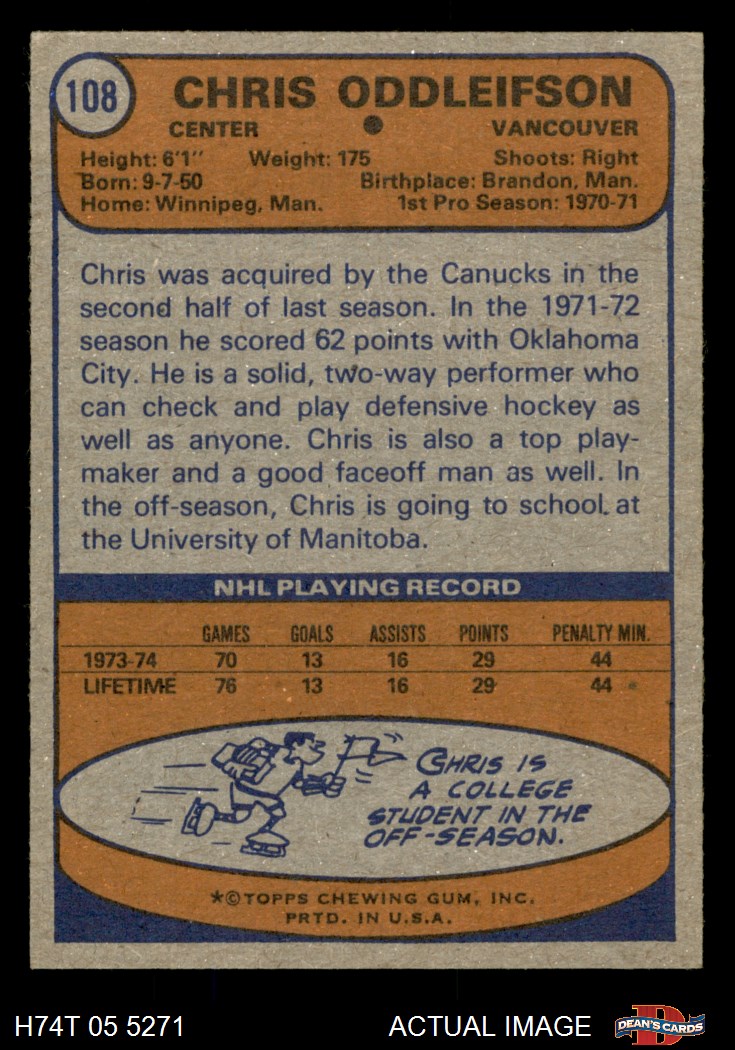 108
CHRIS ODDLEIFSON
CENTER • VANCOUVER
Height: 6'1" Weight: 175 Shoots: Right
Born: 9-7-50 Birthplace: Brandon, Man.
Home: Winnipeg, Man. 1st Pro Season: 1970-71
Chris was acquired by the Canucks in the
second half of last season. In the 1971-72
season he scored 62 points with Oklahoma
City. He is a solid, two-way performer who
can check and play defensive hockey as
well as anyone. Chris is also a top play-
maker and a good faceoff man as well. In
the off-season, Chris is going to school at
the University of Manitoba.
NHL PLAYING RECORD
GAMES GOALS ASSISTS POINTS PENALTY MIN.
1973-74 70 13 16 29 44
LIFETIME 76 13 16 29 44
CHRIS IS
A COLLEGE
STUDENT IN THE
OFF-SEASON.
*©TOPPS CHEWING GUM, INC.
PRTD. IN U.S.A.
H74T 05 5271 ACTUAL IMAGE D DEAN'S CARDS